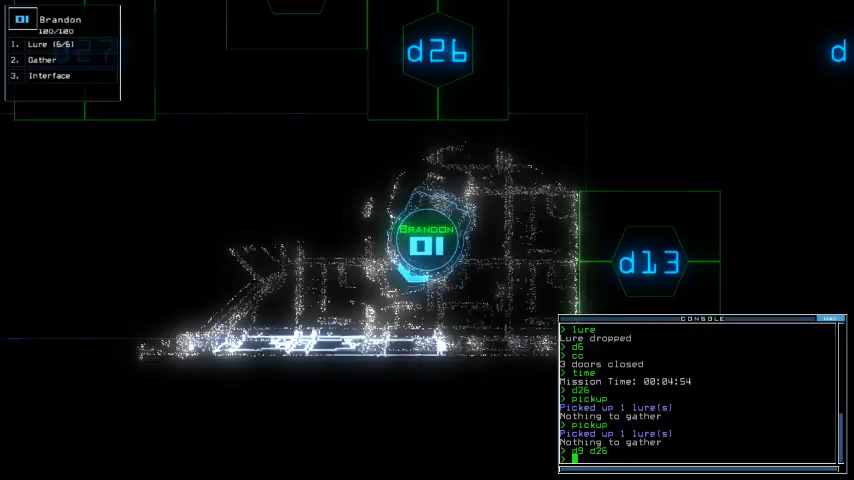 01 Brandon
120/120
1. Lure (6/6)
2. Gather
3. Interface
d27
d26
d
BRANDON
01
d13
CONSOLE
> lure
Lure dropped
> d6
> cc
3 doors closed
> time
Mission Time: 00:04:54
> d26
> pickup
Picked up 1 lure(s)
Nothing to gather
> pickup
Picked up 1 lure(s)
Nothing to gather
> d9 d26
>